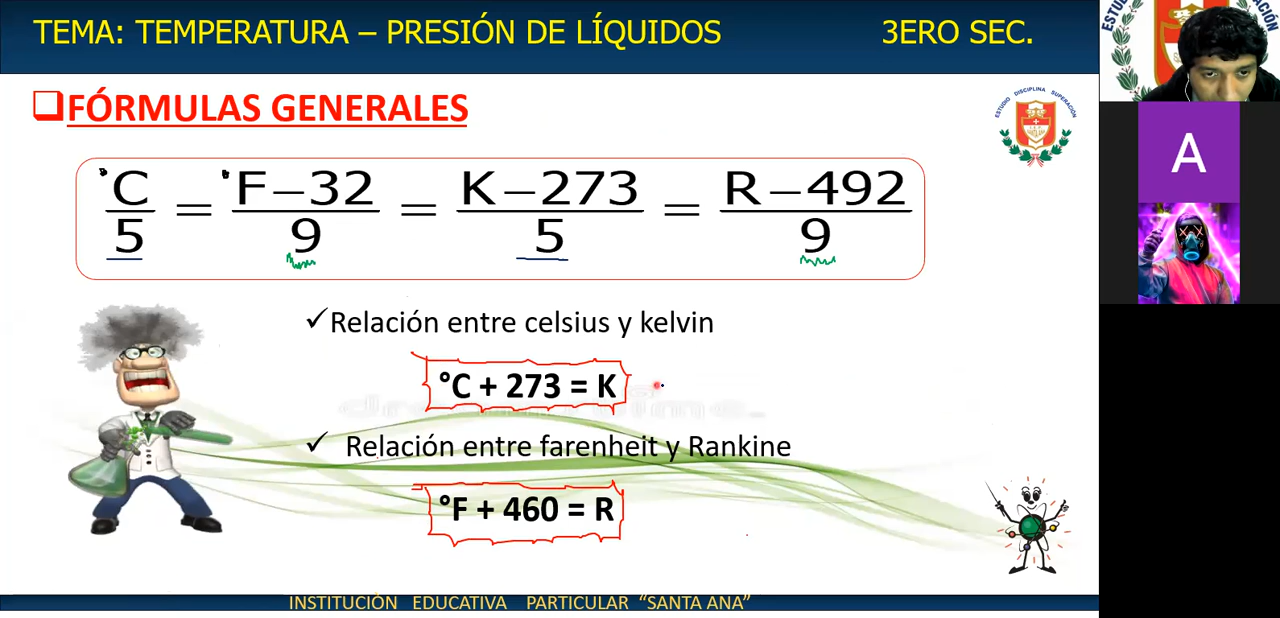 TEMA: TEMPERATURA – PRESIÓN DE LÍQUIDOS 3ERO SEC.
❑FÓRMULAS GENERALES
ESTUDIO DISCIPLINA SUPERACIÓN
°C/5 = °F−32/9 = K−273/5 = R−492/9
✓Relación entre celsius y kelvin
°C + 273 = K
✓ Relación entre farenheit y Rankine
°F + 460 = R
INSTITUCIÓN EDUCATIVA PARTICULAR “SANTA ANA”
A